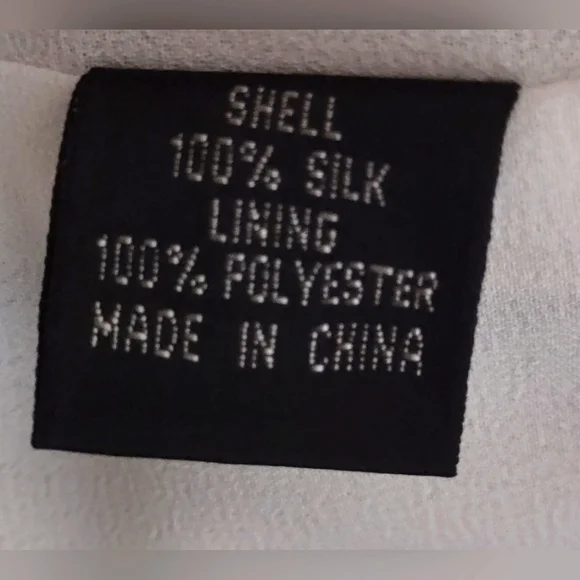 SHELL
100% SILK
LINING
100% POLYESTER
MADE IN CHINA